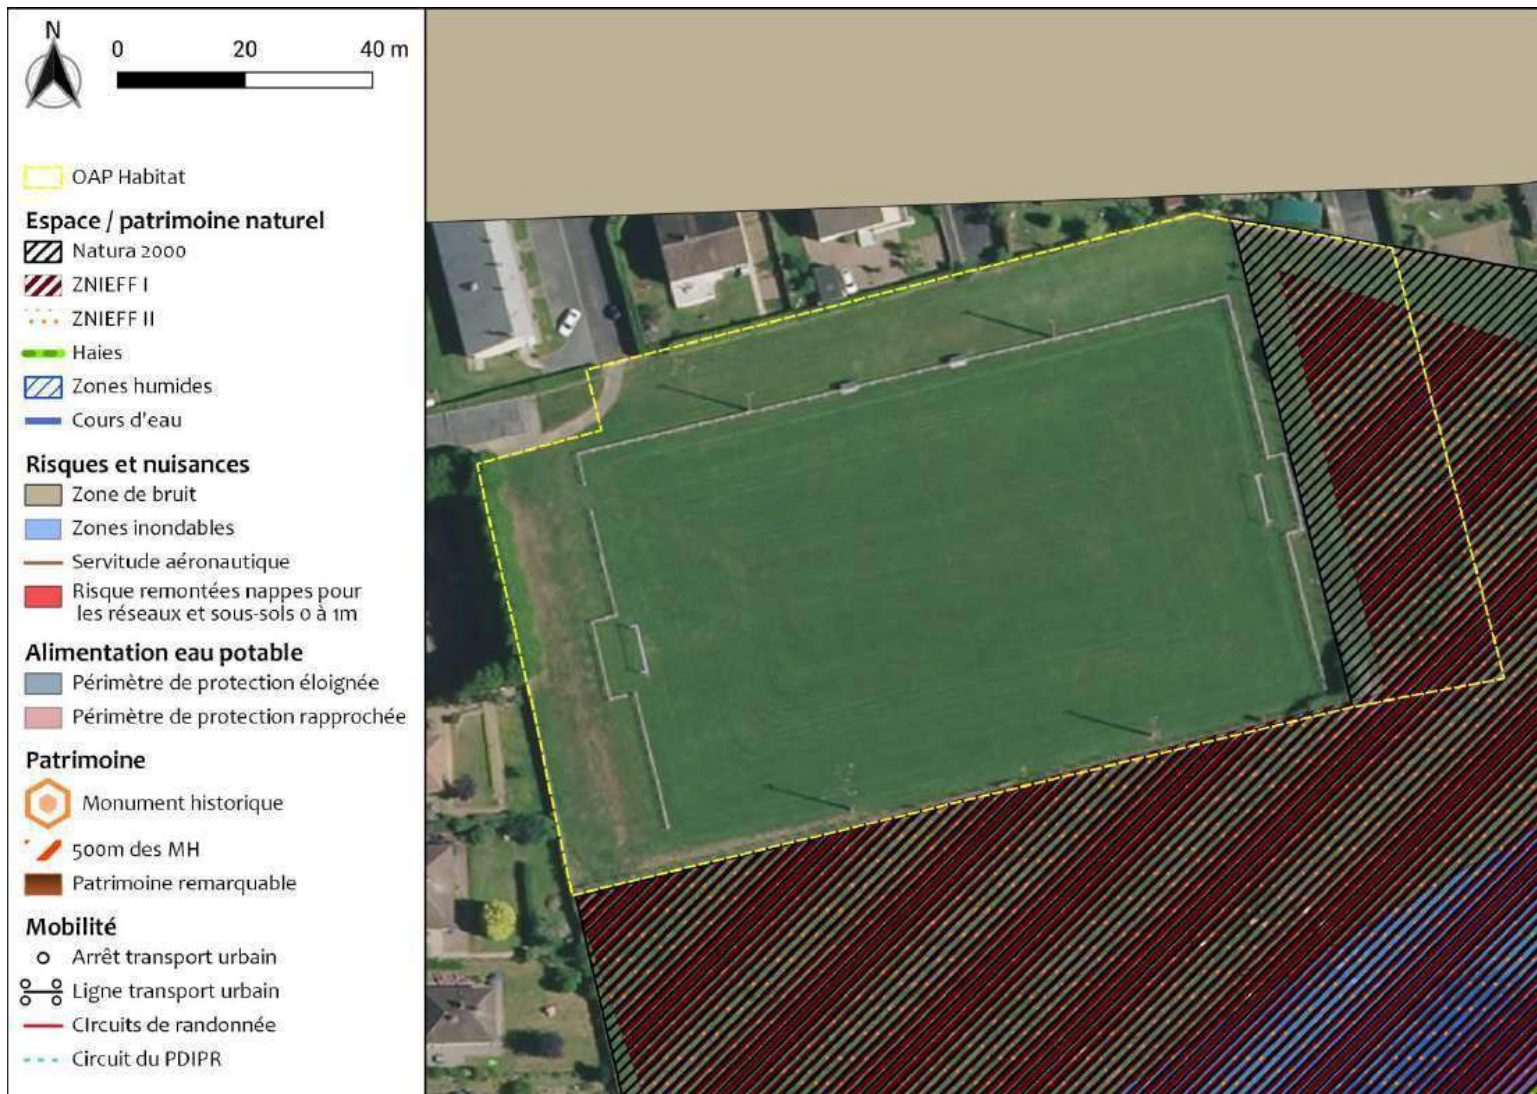 N
0 20 40 m
OAP Habitat
Espace / patrimoine naturel
Natura 2000
ZNIEFF I
ZNIEFF II
Haies
Zones humides
Cours d'eau
Risques et nuisances
Zone de bruit
Zones inondables
Servitude aéronautique
Risque remontées nappes pour
les réseaux et sous-sols 0 à 1m
Alimentation eau potable
Périmètre de protection éloignée
Périmètre de protection rapprochée
Patrimoine
Monument historique
500m des MH
Patrimoine remarquable
Mobilité
Arrêt transport urbain
Ligne transport urbain
CIrcuits de randonnée
Circuit du PDIPR